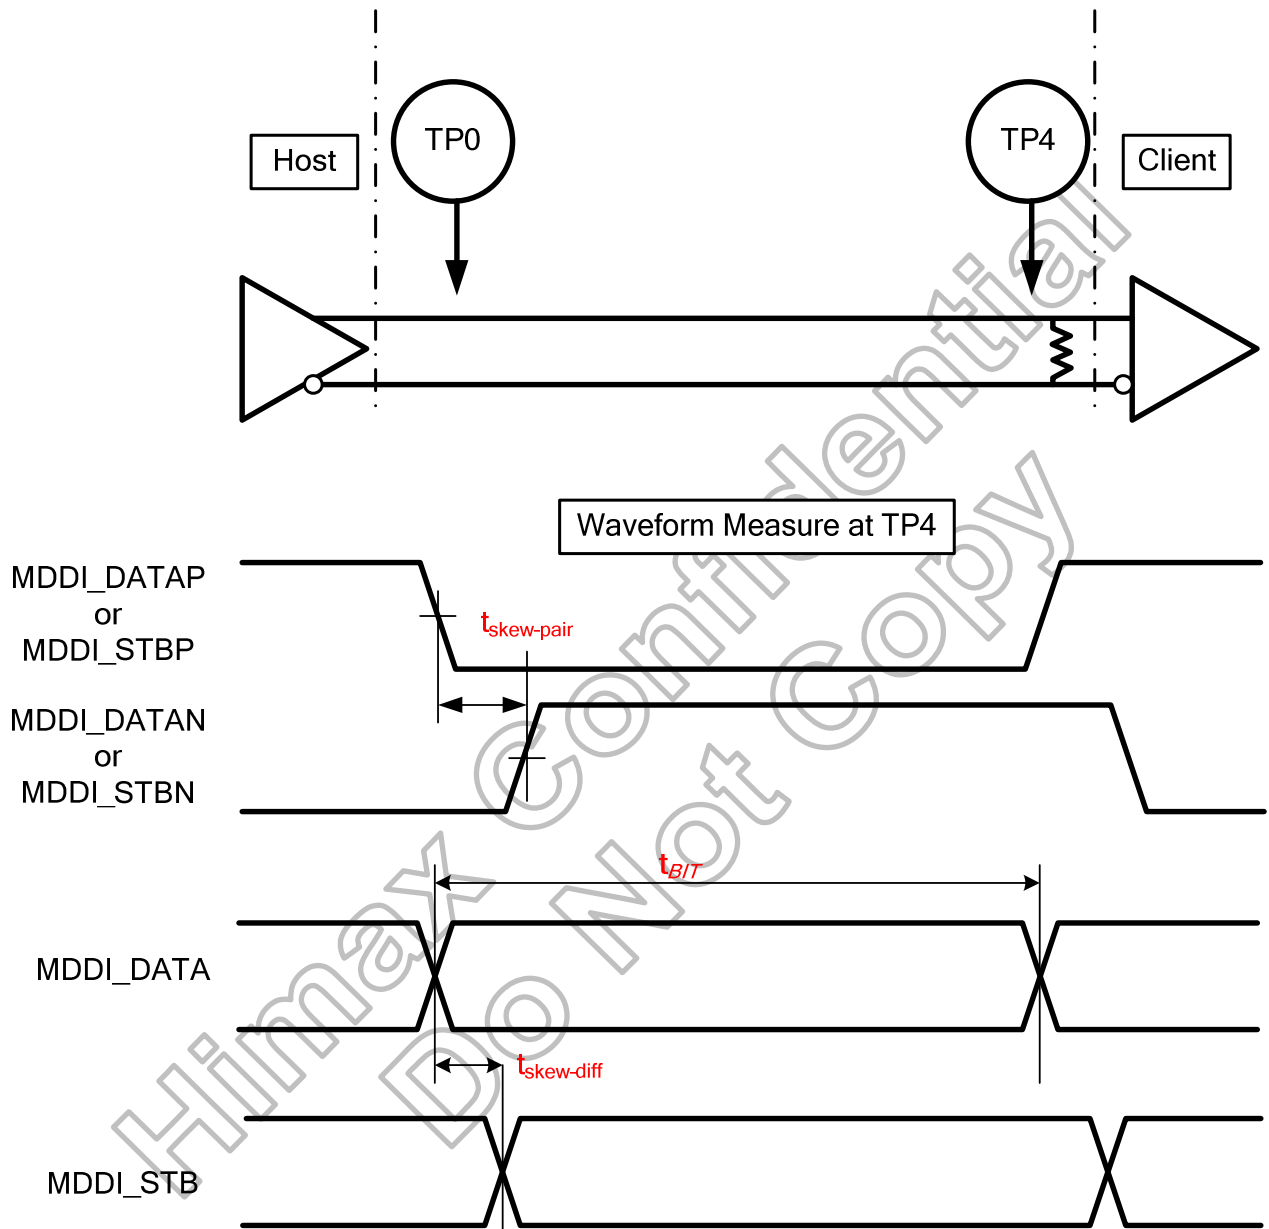 TP0
TP4
Host
Client
Waveform Measure at TP4
MDDI_DATAP
or
MDDI_STBP
tskew-pair
MDDI_DATAN
or
MDDI_STBN
tBIT
MDDI_DATA
tskew-diff
MDDI_STB
Himax Confidential
Do Not Copy